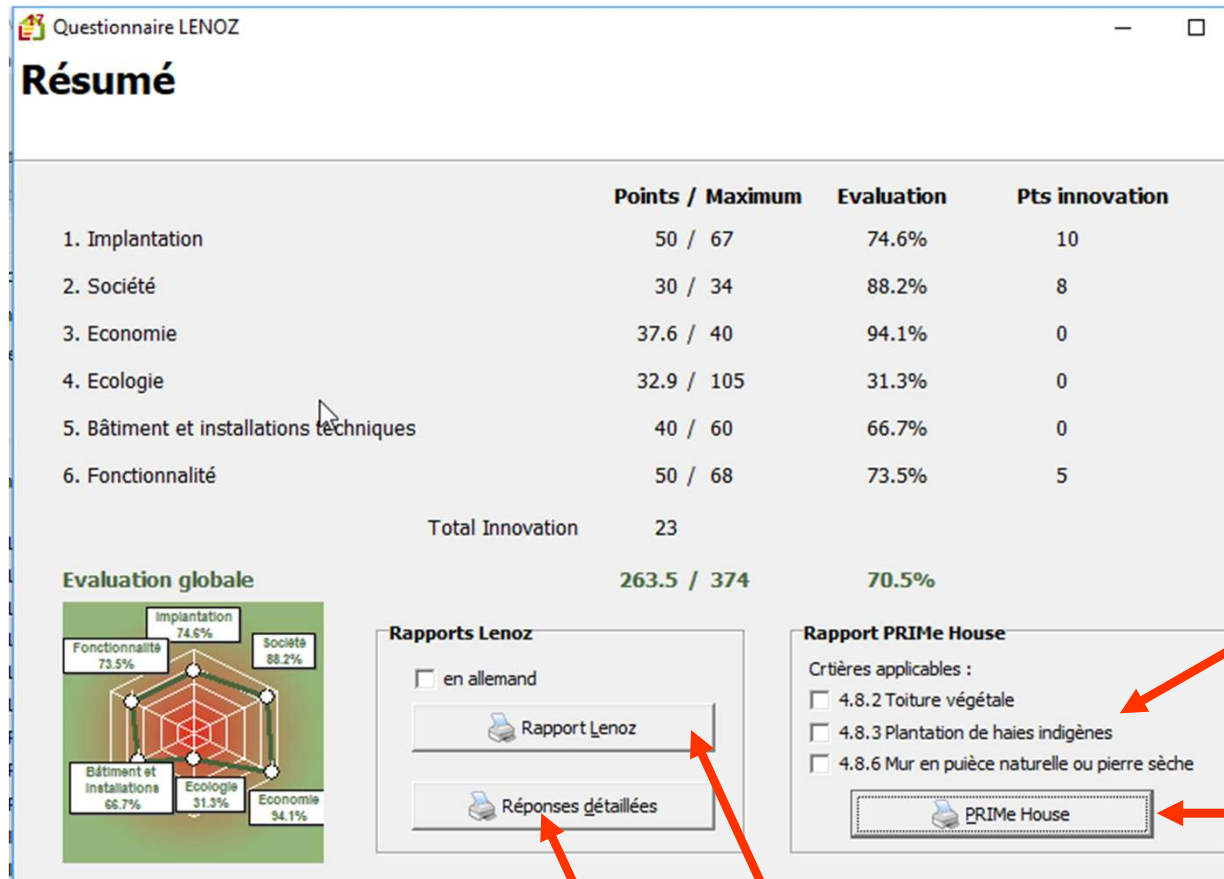 Questionnaire LENOZ
Résumé
Points / Maximum Evaluation Pts innovation
1. Implantation 50 / 67 74.6% 10
2. Société 30 / 34 88.2% 8
3. Economie 37.6 / 40 94.1% 0
4. Ecologie 32.9 / 105 31.3% 0
5. Bâtiment et installations techniques 40 / 60 66.7% 0
6. Fonctionnalité 50 / 68 73.5% 5
Total Innovation 23
Evaluation globale 263.5 / 374 70.5%
Implantation
74.6%
Fonctionnalité
73.5%
Société
88.2%
Bâtiment et
installations
66.7%
Ecologie
31.3%
Economie
94.1%
Rapports Lenoz
en allemand
Rapport Lenoz
Réponses détaillées
Rapport PRIMe House
Crtières applicables :
4.8.2 Toiture végétale
4.8.3 Plantation de haies indigènes
4.8.6 Mur en puièce naturelle ou pierre sèche
PRIMe House